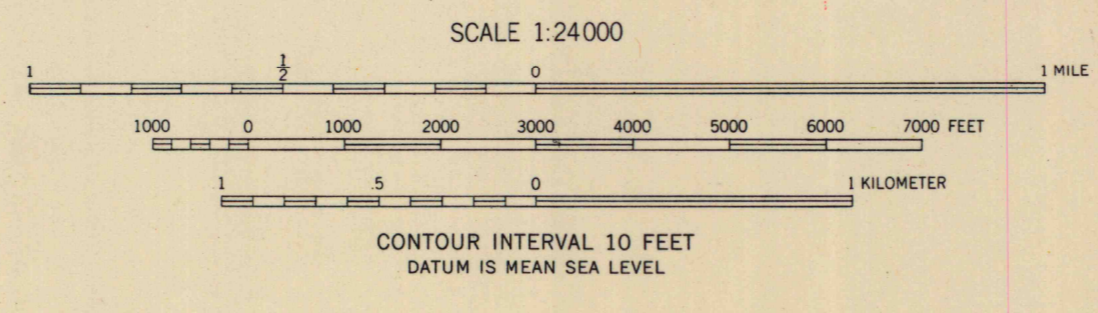 SCALE 1:24000
1 1/2 0 1 MILE
1000 0 1000 2000 3000 4000 5000 6000 7000 FEET
1 .5 0 1 KILOMETER
CONTOUR INTERVAL 10 FEET
DATUM IS MEAN SEA LEVEL